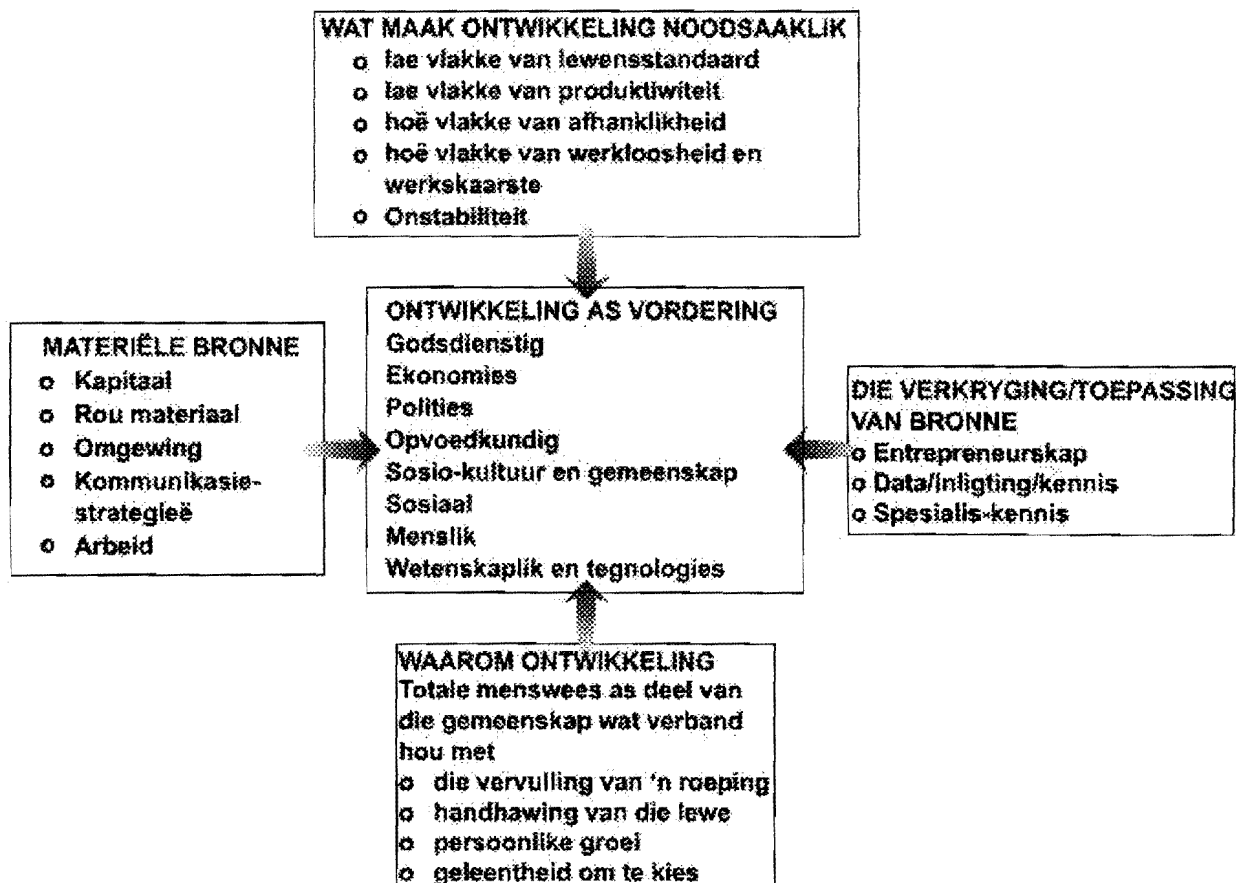 WAT MAAK ONTWIKKELING NOODSAAKLIK
o lae vlakke van lewensstandaard
o lae vlakke van produktiwiteit
o hoë vlakke van afhanklikheid
o hoë vlakke van werkloosheid en
werkskaarste
o Onstabiliteit
MATERIËLE BRONNE
o Kapitaal
o Rou materiaal
o Omgewing
o Kommunikasie-
strategieë
o Arbeid
ONTWIKKELING AS VORDERING
Godsdienstig
Ekonomies
Polities
Opvoedkundig
Sosio-kultuur en gemeenskap
Sosiaal
Menslik
Wetenskaplik en tegnologies
DIE VERKRYGING/TOEPASSING
VAN BRONNE
o Entrepreneurskap
o Data/inligting/kennis
o Spesialis-kennis
WAAROM ONTWIKKELING
Totale menswees as deel van
die gemeenskap wat verband
hou met
o die vervulling van 'n roeping
o handhawing van die lewe
o persoonlike groei
o geleentheid om te kies